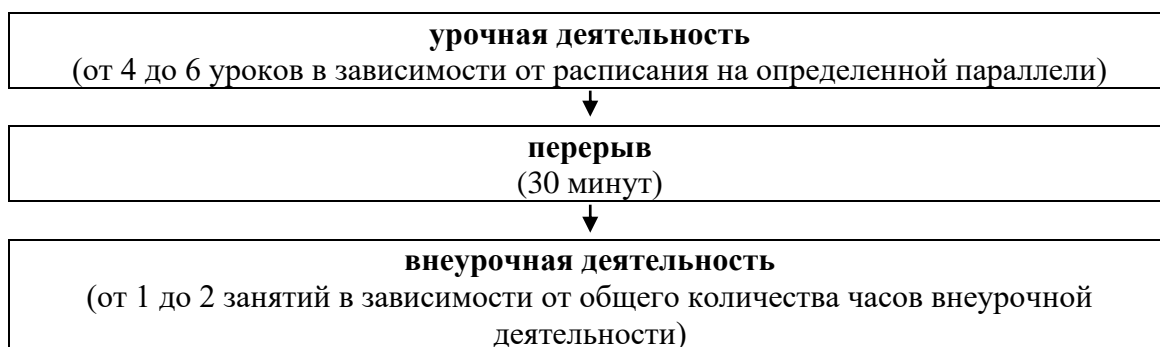 урочная деятельность
(от 4 до 6 уроков в зависимости от расписания на определенной параллели)
перерыв
(30 минут)
внеурочная деятельность
(от 1 до 2 занятий в зависимости от общего количества часов внеурочной
деятельности)